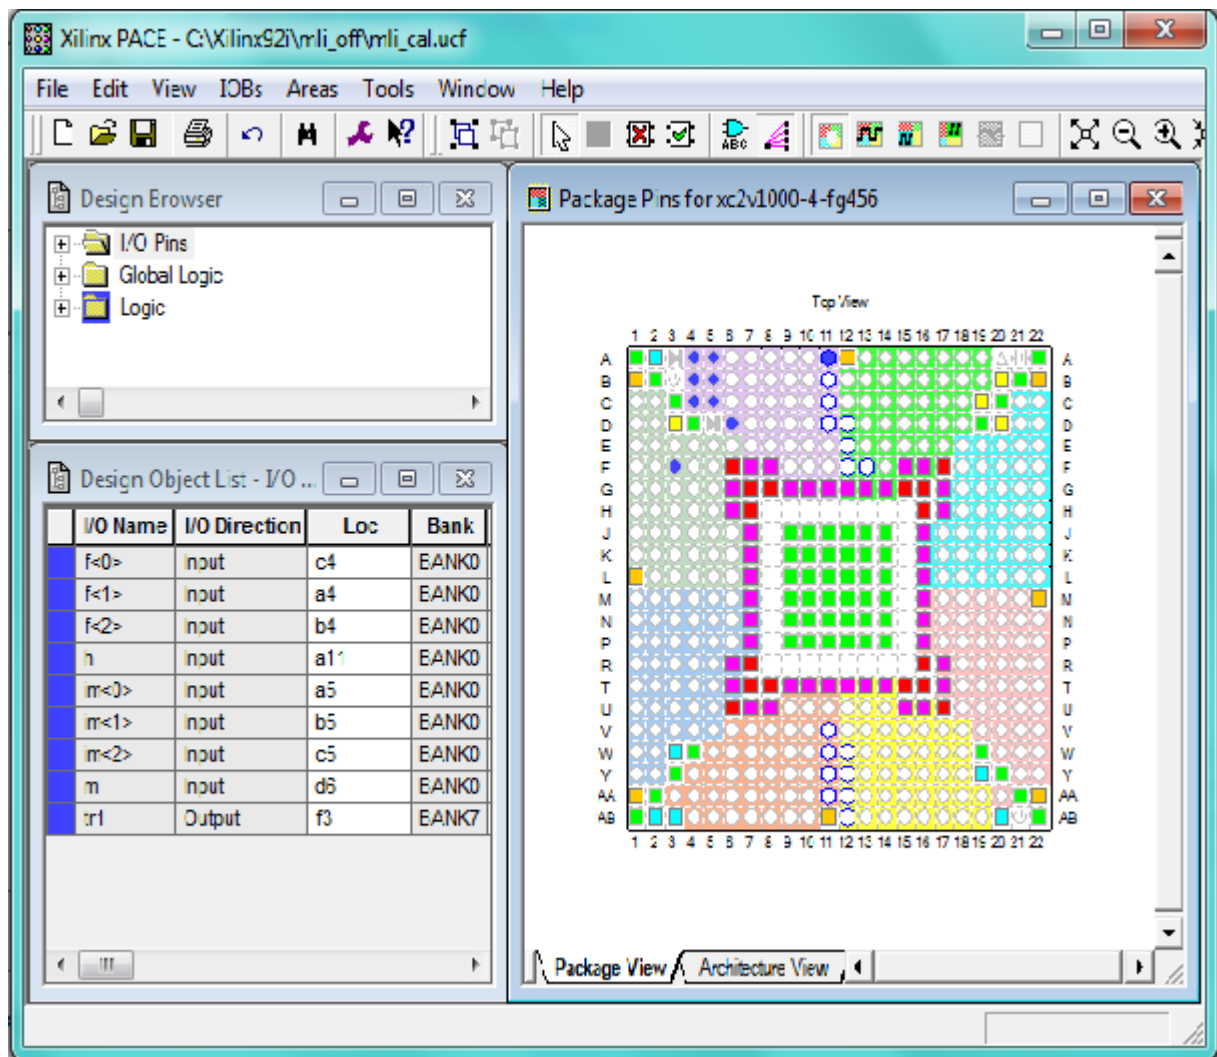 Xilinx PACE - C:\Xilinx92i\mli_off\mli_cal.ucf
File Edit View IOBs Areas Tools Window Help
ABC
Design Browser
I/O Pins
Global Logic
Logic
Design Object List - I/O ...
I/O Name I/O Direction Loc Bank
f<0> Input c4 BANK0
f<1> Input a4 BANK0
f<2> Input b4 BANK0
h Input a11 BANK0
im<0> Input a5 BANK0
im<1> Input b5 BANK0
im<2> Input c5 BANK0
m Input d6 BANK0
tr1 Output f3 BANK7
Package Pins for xc2v1000-4-fg456
Top View
1 2 3 4 5 6 7 8 9 10 11 12 13 14 15 16 17 18 19 20 21 22
A A
B B
C C
D D
E E
F F
G G
H H
J J
K K
L L
M M
N N
P P
R R
T T
U U
V V
W W
Y Y
AA AA
AB AB
1 2 3 4 5 6 7 8 9 10 11 12 13 14 15 16 17 18 19 20 21 22
Package View Architecture View